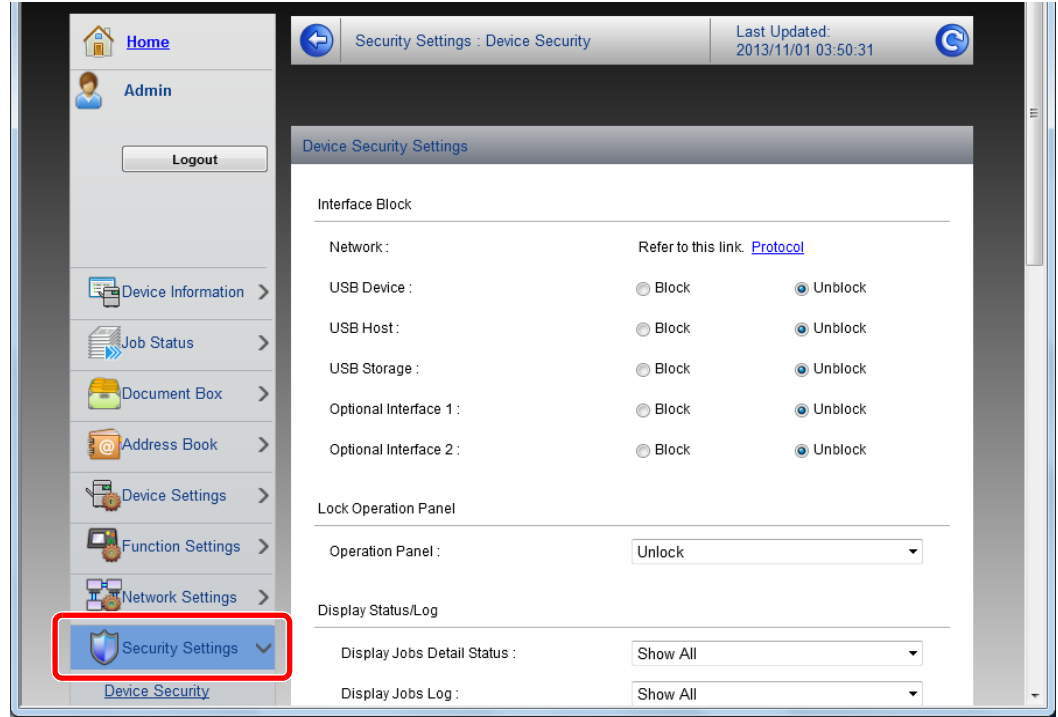 Home
Admin
Logout
Device Information
Job Status
Document Box
Address Book
Device Settings
Function Settings
Network Settings
Security Settings
Device Security
Security Settings : Device Security
Last Updated:
2013/11/01 03:50:31
Device Security Settings
Interface Block
Network : Refer to this link. Protocol
USB Device : Block Unblock
USB Host : Block Unblock
USB Storage : Block Unblock
Optional Interface 1 : Block Unblock
Optional Interface 2 : Block Unblock
Lock Operation Panel
Operation Panel : Unlock
Display Status/Log
Display Jobs Detail Status : Show All
Display Jobs Log : Show All